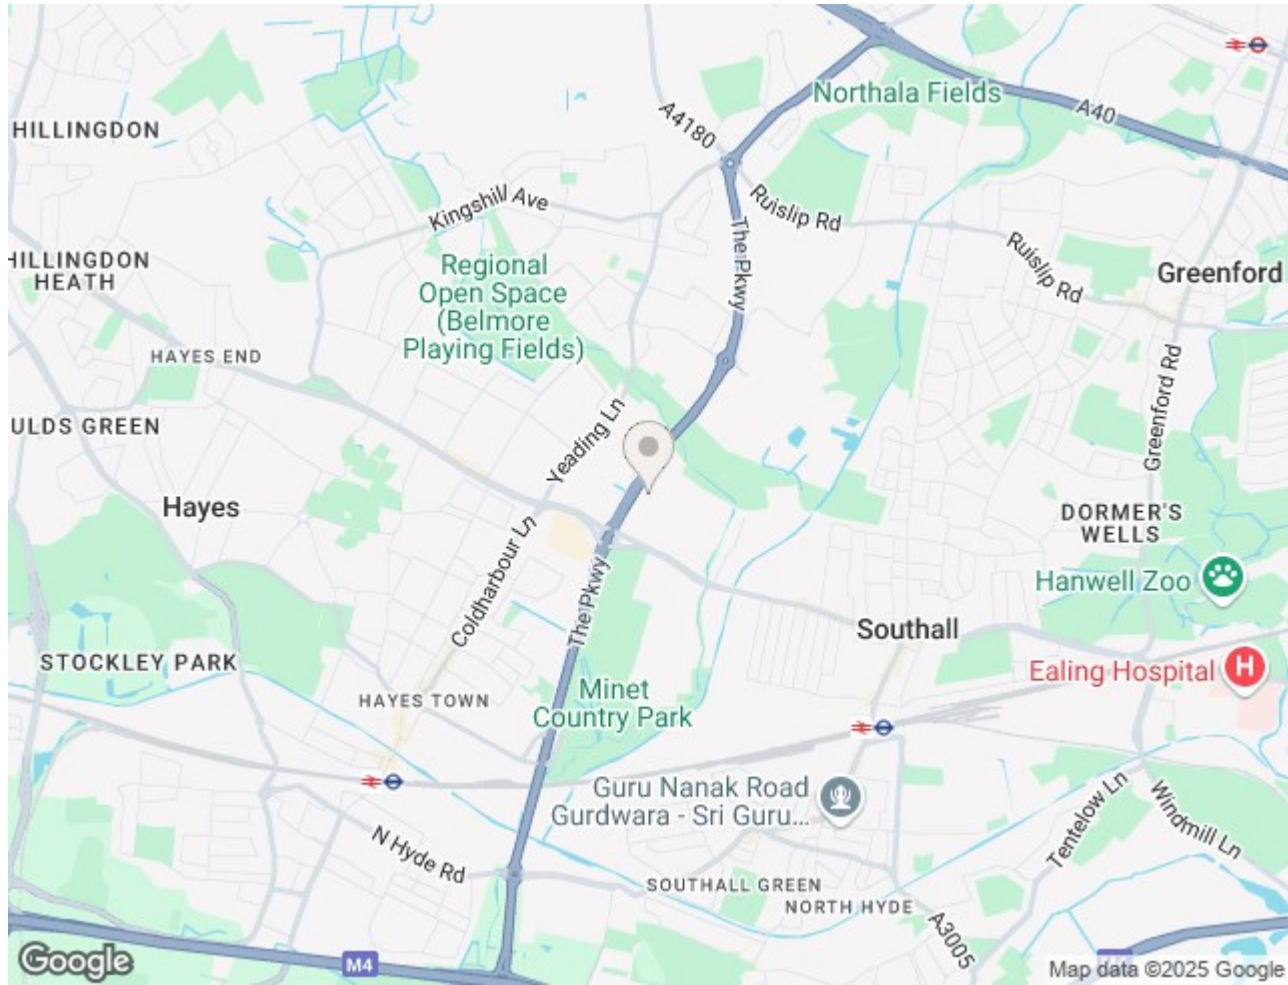 Northala Fields
A40
A4180
HILLINGDON
Kingshill Ave
Ruislip Rd
The Pkwy
Ruislip Rd
HILLINGDON
HEATH
Regional
Open Space
(Belmore
Playing Fields)
Greenford
HAYES END
Greenford Rd
ULDS GREEN
Yeading Ln
Hayes
Coldharbour Ln
DORMER'S
WELLS
Hanwell Zoo
The Pkwy
Southall
STOCKLEY PARK
Ealing Hospital
H
HAYES TOWN
Minet
Country Park
Guru Nanak Road
Gurdwara - Sri Guru...
Tentelow Ln
Windmill Ln
N Hyde Rd
SOUTHALL GREEN
NORTH HYDE
A3005
Google
M4
Map data ©2025 Google